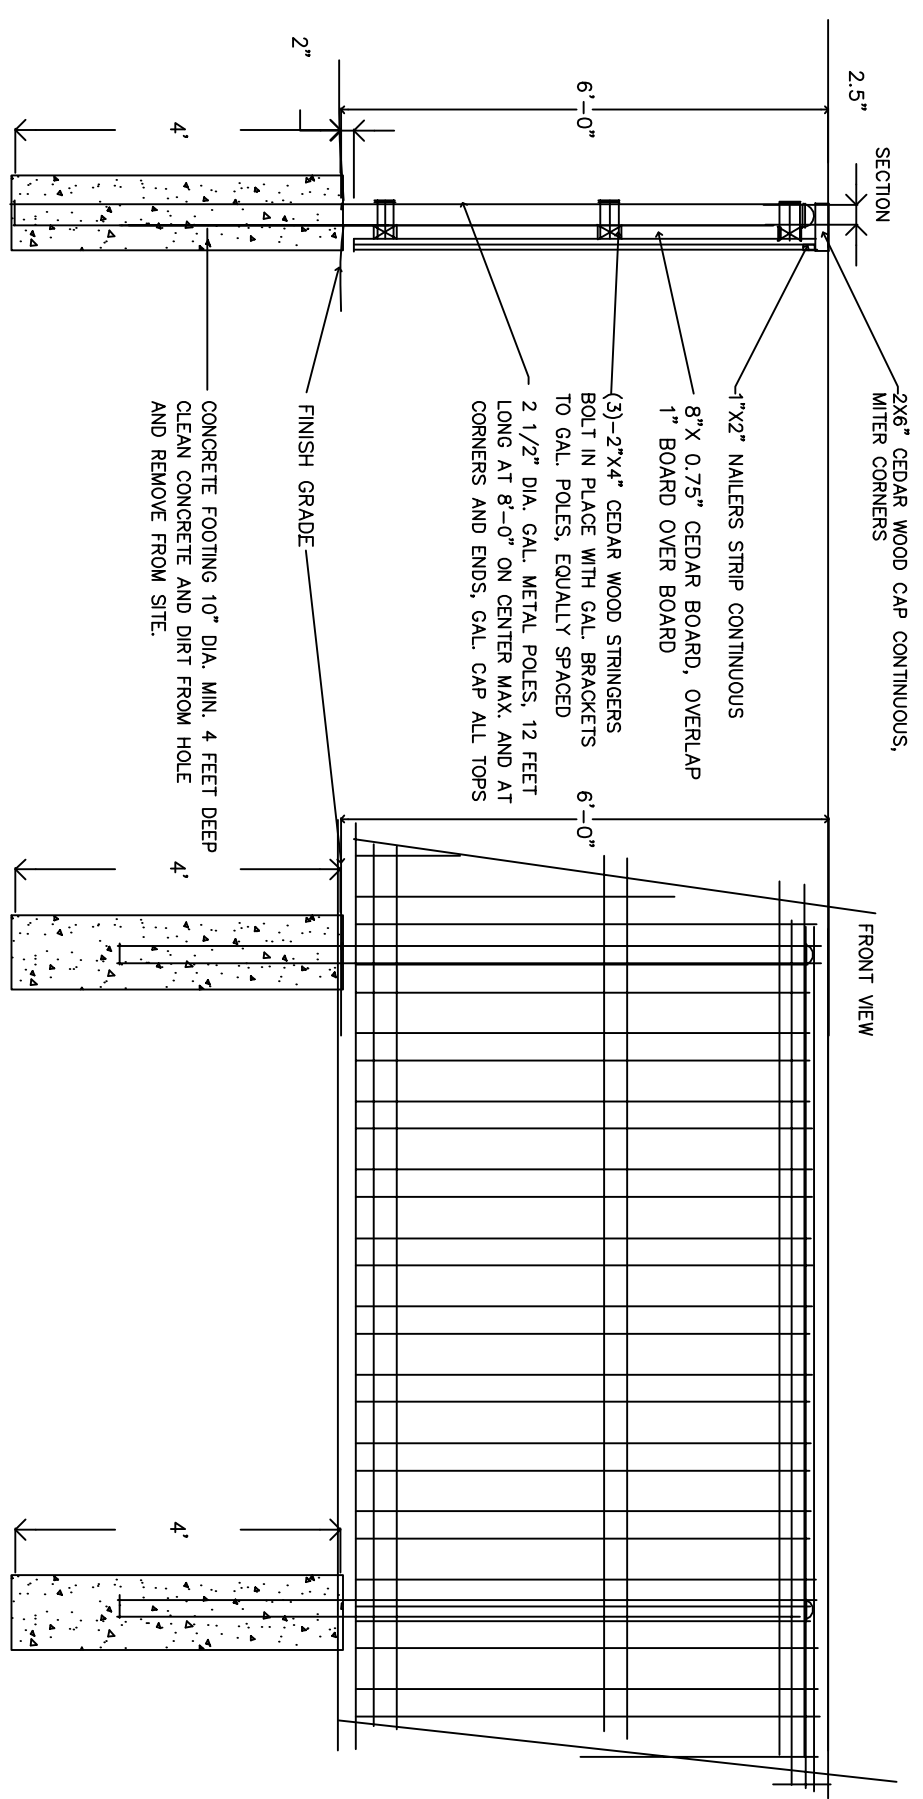 SECTION
2.5"
6'-0"
2"
4'
2X6" CEDAR WOOD CAP CONTINUOUS,
MITER CORNERS
1"X2" NAILERS STRIP CONTINUOUS
8"X 0.75" CEDAR BOARD, OVERLAP
1" BOARD OVER BOARD
(3)-2"X4" CEDAR WOOD STRINGERS
BOLT IN PLACE WITH GAL. BRACKETS
TO GAL. POLES, EQUALLY SPACED
2 1/2" DIA. GAL. METAL POLES, 12 FEET
LONG AT 8'-0" ON CENTER MAX. AND AT
CORNERS AND ENDS, GAL. CAP ALL TOPS
FINISH GRADE
CONCRETE FOOTING 10" DIA. MIN. 4 FEET DEEP
CLEAN CONCRETE AND DIRT FROM HOLE
AND REMOVE FROM SITE.
FRONT VIEW
6'-0"
4'
4'